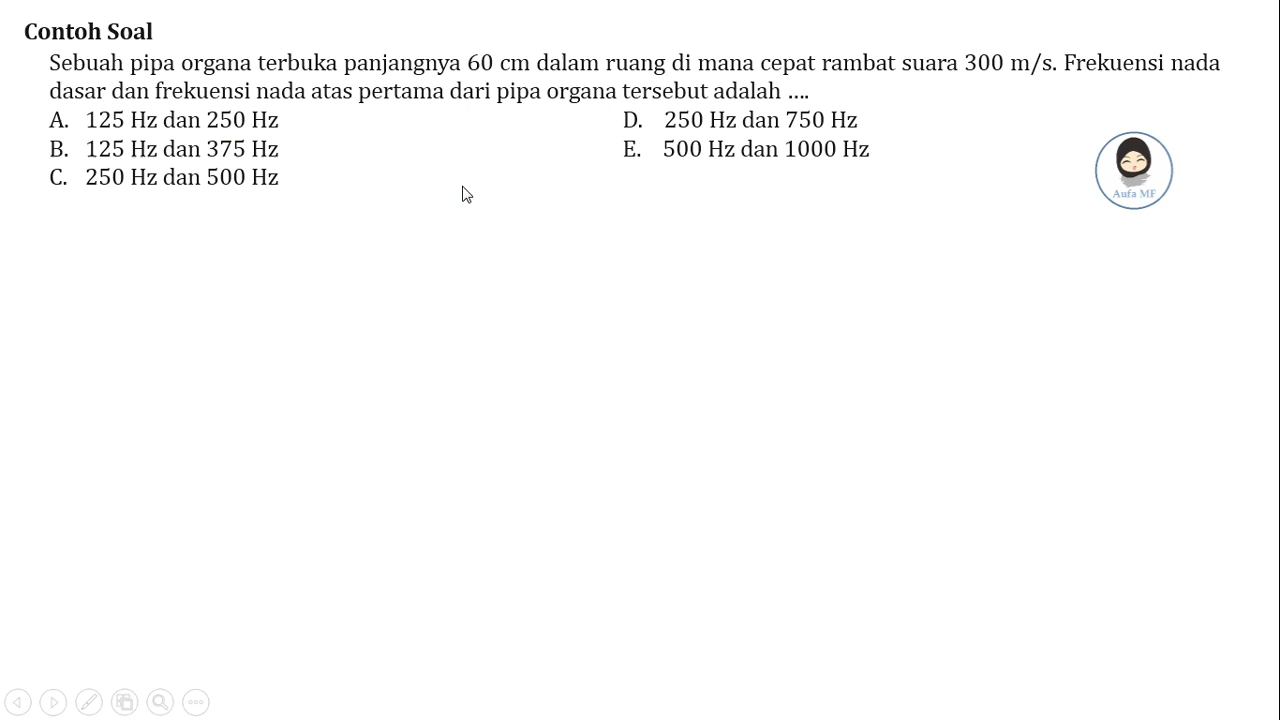 Contoh Soal
Sebuah pipa organa terbuka panjangnya 60 cm dalam ruang di mana cepat rambat suara 300 m/s. Frekuensi nada
dasar dan frekuensi nada atas pertama dari pipa organa tersebut adalah ....
A. 125 Hz dan 250 Hz
B. 125 Hz dan 375 Hz
C. 250 Hz dan 500 Hz
D. 250 Hz dan 750 Hz
E. 500 Hz dan 1000 Hz
Aufa MF